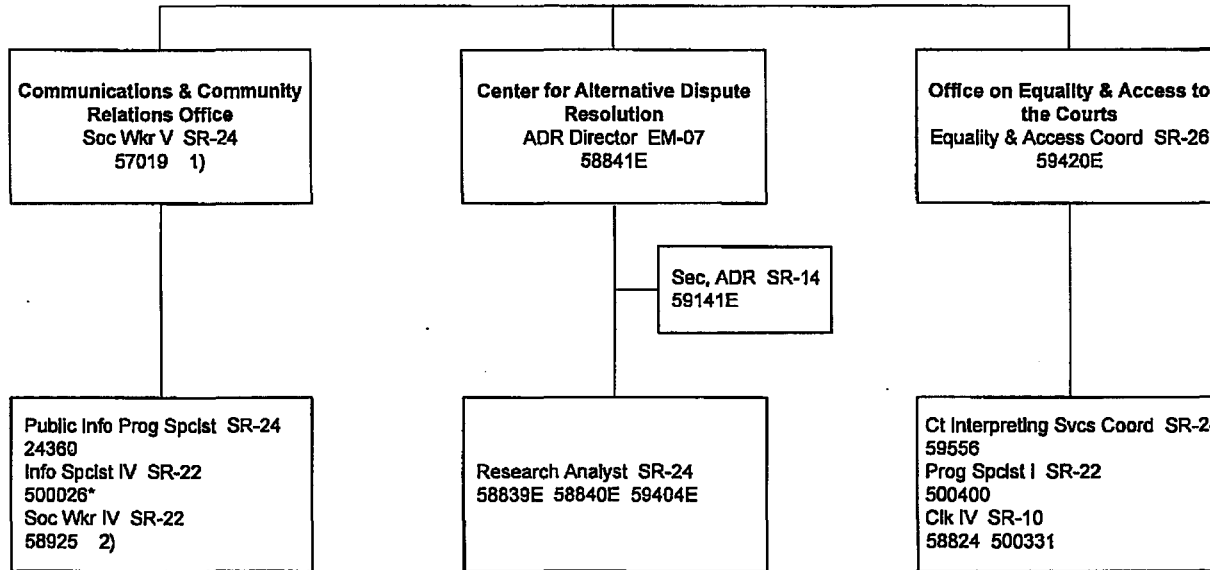 Communications & Community
Relations Office
Soc Wkr V SR-24
57019 1)
Center for Alternative Dispute
Resolution
ADR Director EM-07
58841E
Office on Equality & Access to
the Courts
Equality & Access Coord SR-26
59420E
Sec, ADR SR-14
59141E
Public Info Prog Spclst SR-24
24360
Info Spclst IV SR-22
500026*
Soc Wkr IV SR-22
58925 2)
Research Analyst SR-24
58839E 58840E 59404E
Ct Interpreting Svcs Coord
59556
Prog Spclst I SR-22
500400
Clk IV SR-10
58824 500331